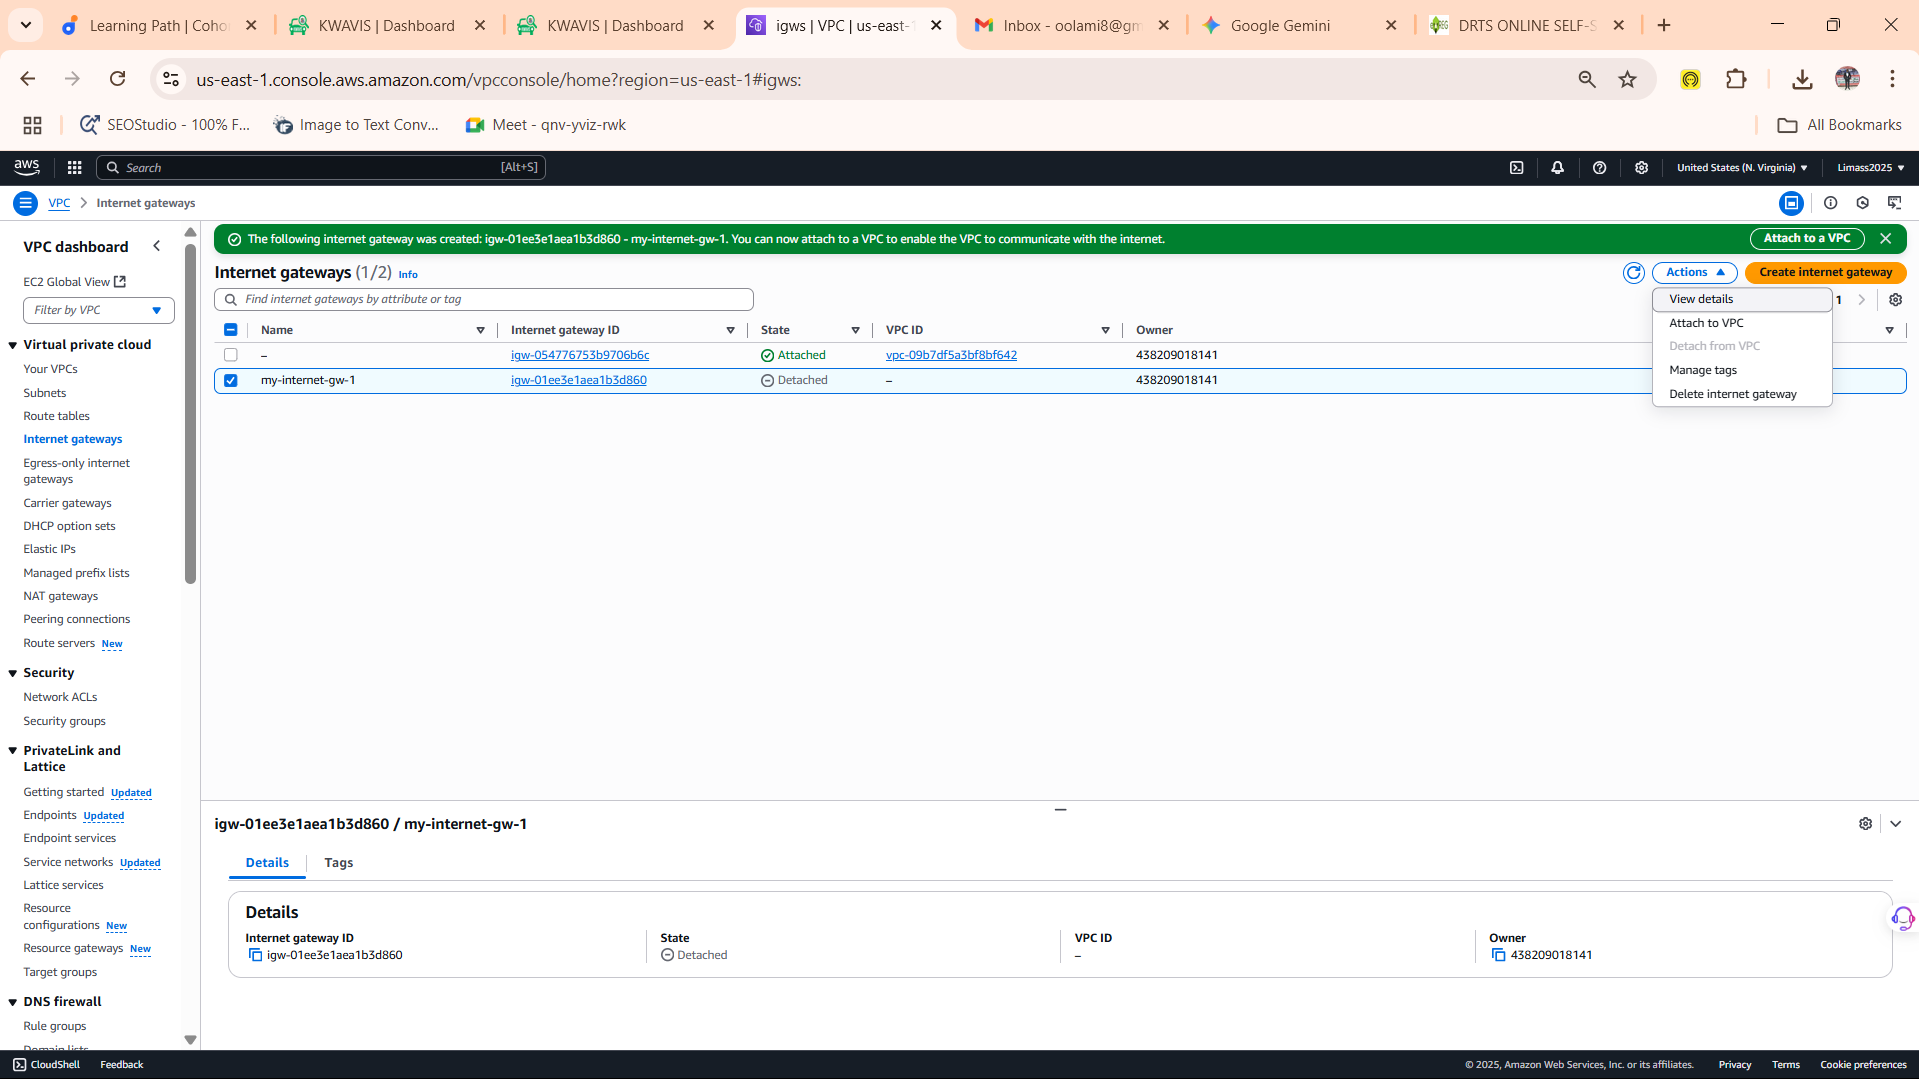 Learning Path | Coho
KWAVIS | Dashboard
KWAVIS | Dashboard
igws | VPC | us-east-1
Inbox - oolami8@gm
Google Gemini
DRTS ONLINE SELF-S
us-east-1.console.aws.amazon.com/vpcconsole/home?region=us-east-1#igws:
SEOStudio - 100% F...
Image to Text Conv...
Meet - qnv-yviz-rwk
All Bookmarks
aws
Search
[Alt+S]
United States (N. Virginia)
Limass2025
VPC > Internet gateways
VPC dashboard
EC2 Global View
Filter by VPC
Virtual private cloud
Your VPCs
Subnets
Route tables
Internet gateways
Egress-only internet
gateways
Carrier gateways
DHCP option sets
Elastic IPs
Managed prefix lists
NAT gateways
Peering connections
Route servers New
Security
Network ACLs
Security groups
PrivateLink and
Lattice
Getting started Updated
Endpoints Updated
Endpoint services
Service networks Updated
Lattice services
Resource
configurations New
Resource gateways New
Target groups
DNS firewall
Rule groups
Domain lists
The following internet gateway was created: igw-01ee3e1aea1b3d860 - my-internet-gw-1. You can now attach to a VPC to enable the VPC to communicate with the internet.
Attach to a VPC
Internet gateways (1/2) Info
Actions
Create internet gateway
Find internet gateways by attribute or tag
1
View details
Attach to VPC
Detach from VPC
Manage tags
Delete internet gateway
Name
Internet gateway ID
State
VPC ID
Owner
– igw-054776753b9706b6c Attached vpc-09b7df5a3bf8bf642 438209018141
my-internet-gw-1 igw-01ee3e1aea1b3d860 Detached – 438209018141
igw-01ee3e1aea1b3d860 / my-internet-gw-1
Details
Tags
Details
Internet gateway ID
igw-01ee3e1aea1b3d860
State
Detached
VPC ID
–
Owner
438209018141
CloudShell
Feedback
© 2025, Amazon Web Services, Inc. or its affiliates.
Privacy
Terms
Cookie preferences